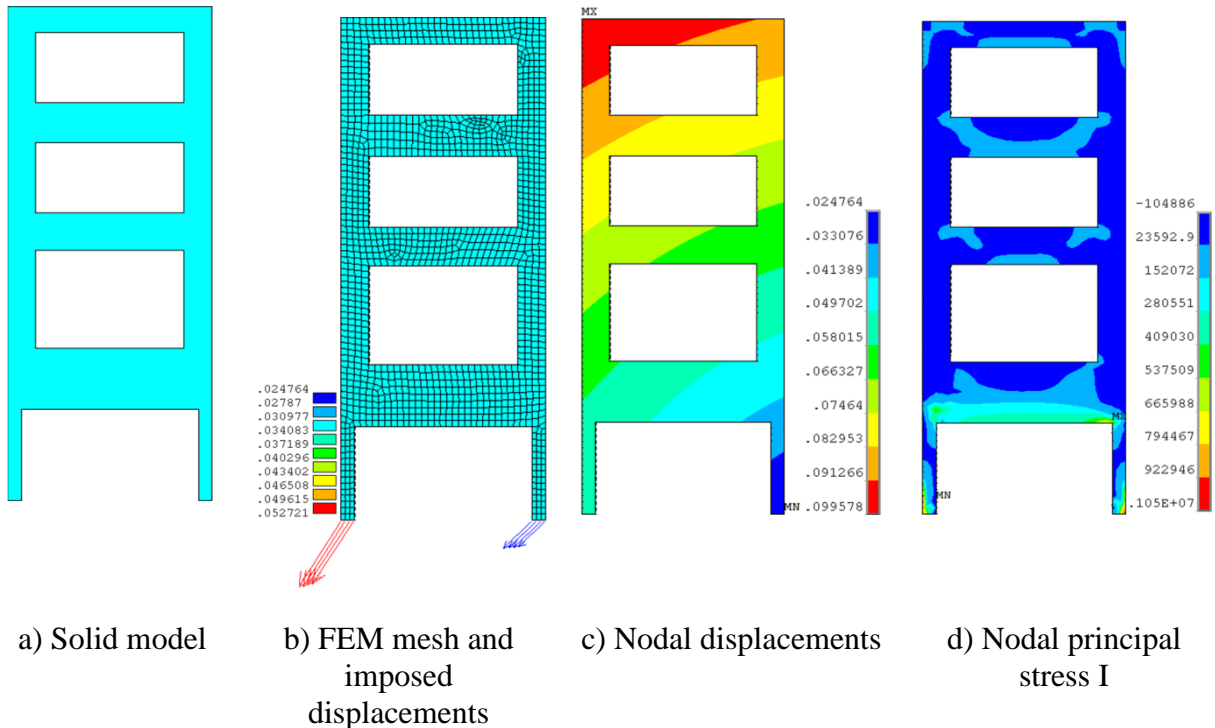 MX
.024764
.02787
.030977
.034083
.037189
.040296
.043402
.046508
.049615
.052721
.024764
.033076
.041389
.049702
.058015
.066327
.07464
.082953
.091266
MN .099578
-104886
23592.9
152072
280551
409030
537509
665988
794467
922946
.105E+07
MX
MN
a) Solid model
b) FEM mesh and
imposed
displacements
c) Nodal displacements
d) Nodal principal
stress I